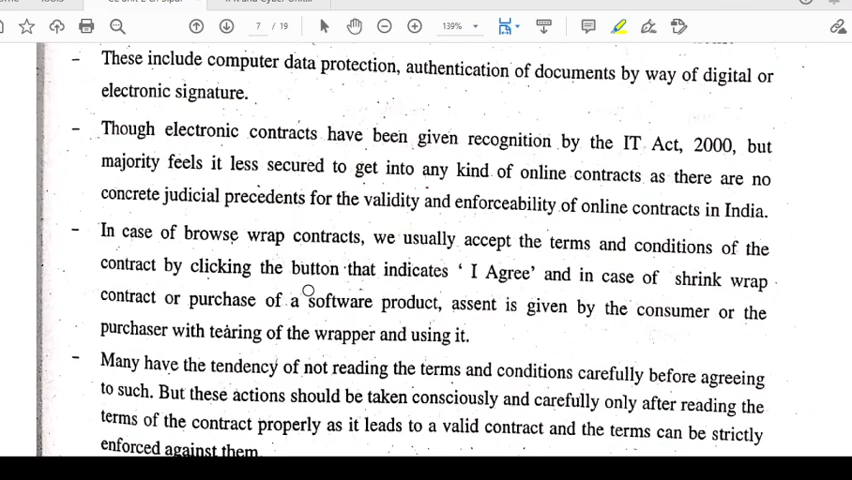 7 / 19
139%
- These include computer data protection, authentication of documents by way of digital or
electronic signature.
- Though electronic contracts have been given recognition by the IT Act, 2000, but
majority feels it less secured to get into any kind of online contracts as there are no
concrete judicial precedents for the validity and enforceability of online contracts in India.
- In case of browse wrap contracts, we usually accept the terms and conditions of the
contract by clicking the button that indicates ‘ I Agree’ and in case of shrink wrap
contract or purchase of a software product, assent is given by the consumer or the
purchaser with tearing of the wrapper and using it.
- Many have the tendency of not reading the terms and conditions carefully before agreeing
to such. But these actions should be taken consciously and carefully only after reading the
terms of the contract properly as it leads to a valid contract and the terms can be strictly
enforced against them.